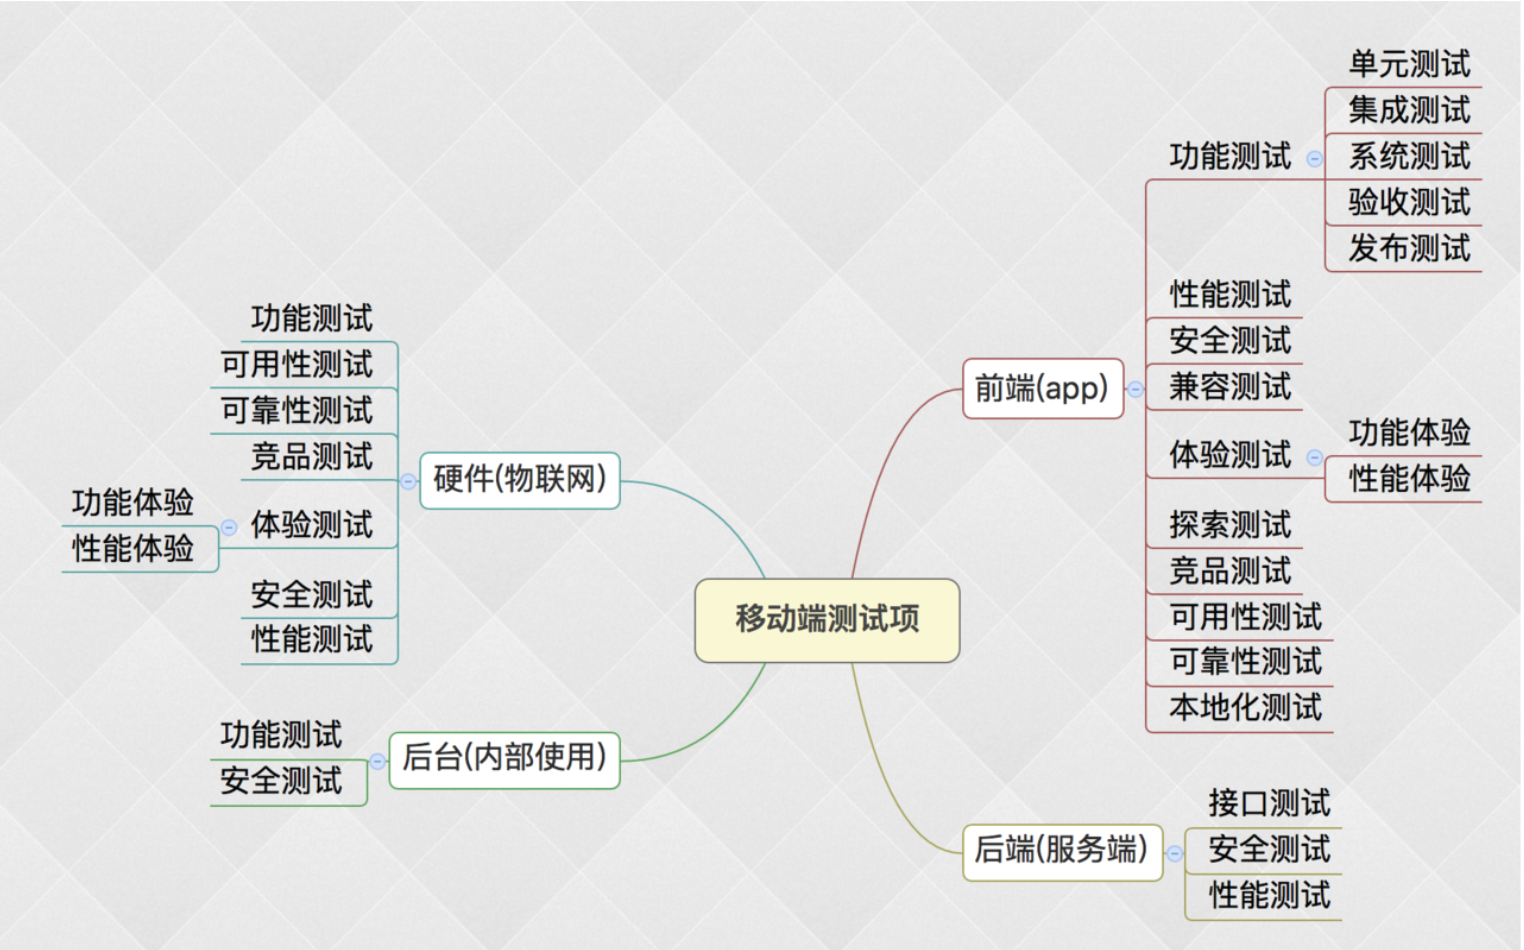 移动端测试项
前端(app)
功能测试
单元测试
集成测试
系统测试
验收测试
发布测试
性能测试
安全测试
兼容测试
体验测试
功能体验
性能体验
探索测试
竞品测试
可用性测试
可靠性测试
本地化测试
后端(服务端)
接口测试
安全测试
性能测试
硬件(物联网)
功能测试
可用性测试
可靠性测试
竞品测试
体验测试
功能体验
性能体验
安全测试
性能测试
后台(内部使用)
功能测试
安全测试